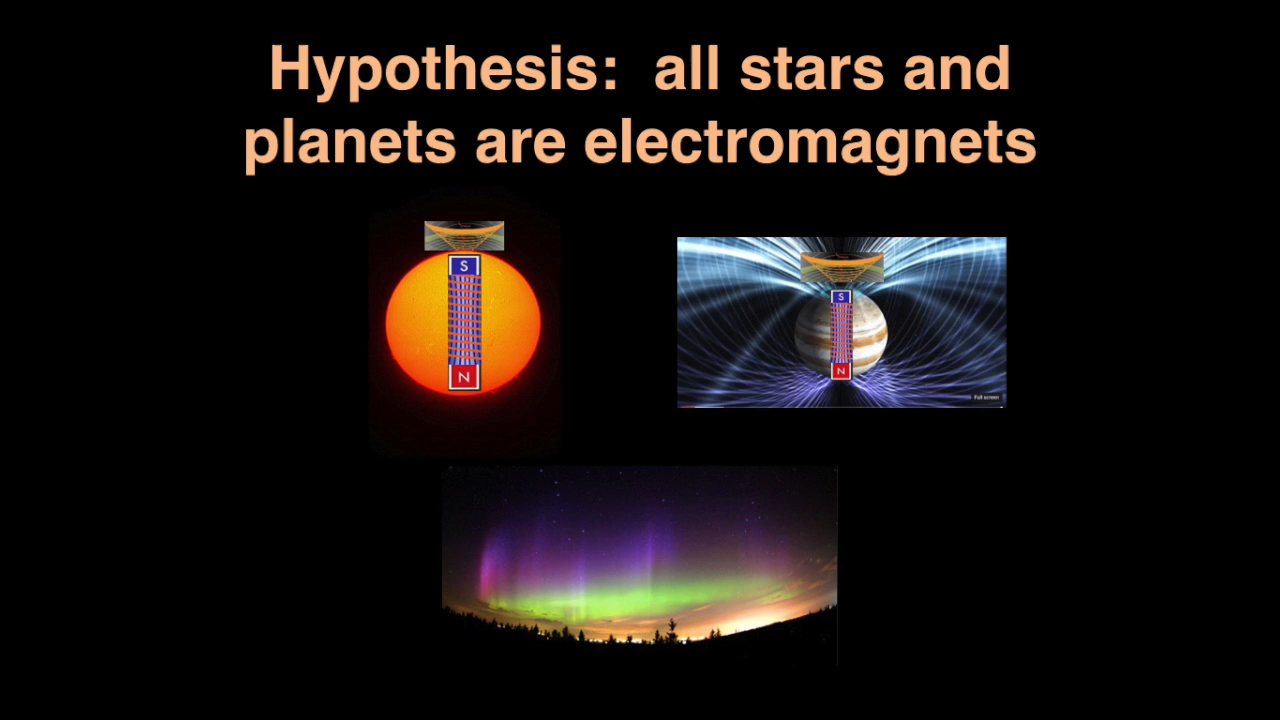 Hypothesis:  all stars and
planets are electromagnets
S
N
S
N
Full screen